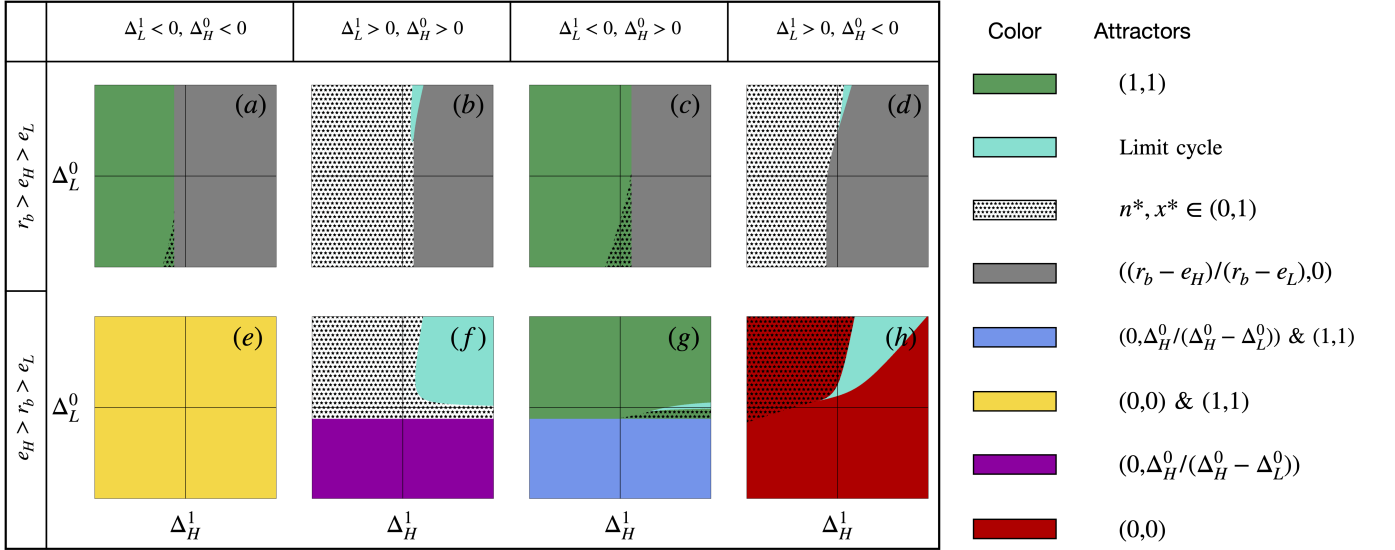 Δ_L^1 < 0, Δ_H^0 < 0
Δ_L^1 > 0, Δ_H^0 > 0
Δ_L^1 < 0, Δ_H^0 > 0
Δ_L^1 > 0, Δ_H^0 < 0
r_b > e_H > e_L
Δ_L^0
(a)
(b)
(c)
(d)
e_H > r_b > e_L
Δ_L^0
(e)
(f)
(g)
(h)
Δ_H^1
Δ_H^1
Δ_H^1
Δ_H^1
Color Attractors
(1,1)
Limit cycle
n*, x* ∈ (0,1)
((r_b − e_H)/(r_b − e_L),0)
(0,Δ_H^0/(Δ_H^0 − Δ_L^0)) & (1,1)
(0,0) & (1,1)
(0,Δ_H^0/(Δ_H^0 − Δ_L^0))
(0,0)